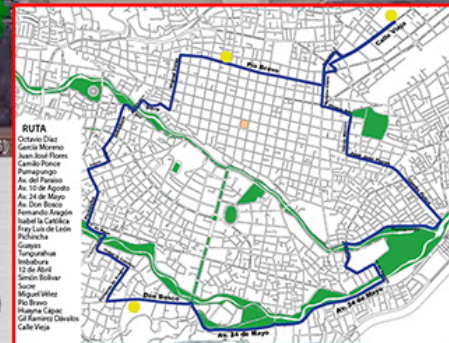 Calle Vieja
Pio Bravo
RUTA
Octavio Díaz
García Moreno
Juan José Flores
Camilo Ponce
Pumapungo
Av. del Paraíso
Av. 10 de Agosto
Av. 24 de Mayo
Av. Don Bosco
Fernando Aragón
Isabel la Católica
Fray Luis de León
Pichincha
Guayas
Tungurahua
Imbabura
12 de Abril
Simón Bolívar
Sucre
Miguel Vélez
Pío Bravo
Huayna Cápac
Gil Ramírez Dávalos
Calle Vieja
Don Bosco
Av. 24 de Mayo
Av. 24 de Mayo